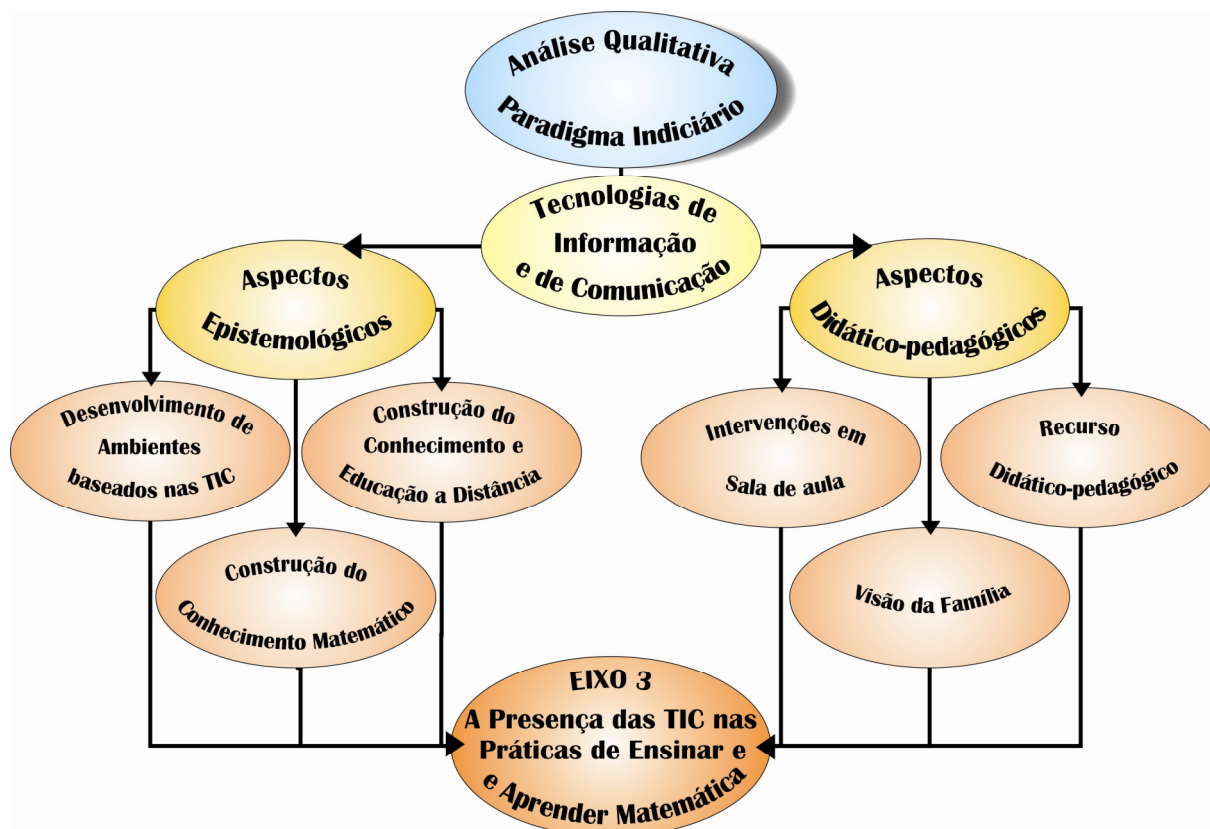 Análise Qualitativa
Paradigma Indiciário
Tecnologias de
Informação
e de Comunicação
Aspectos
Epistemológicos
Aspectos
Didático-pedagógicos
Desenvolvimento de
Ambientes
baseados nas TIC
Construção do
Conhecimento e
Educação a Distância
Intervenções em
Sala de aula
Recurso
Didático-pedagógico
Construção do
Conhecimento Matemático
Visão da Família
EIXO 3
A Presença das TIC nas
Práticas de Ensinar e
e Aprender Matemática